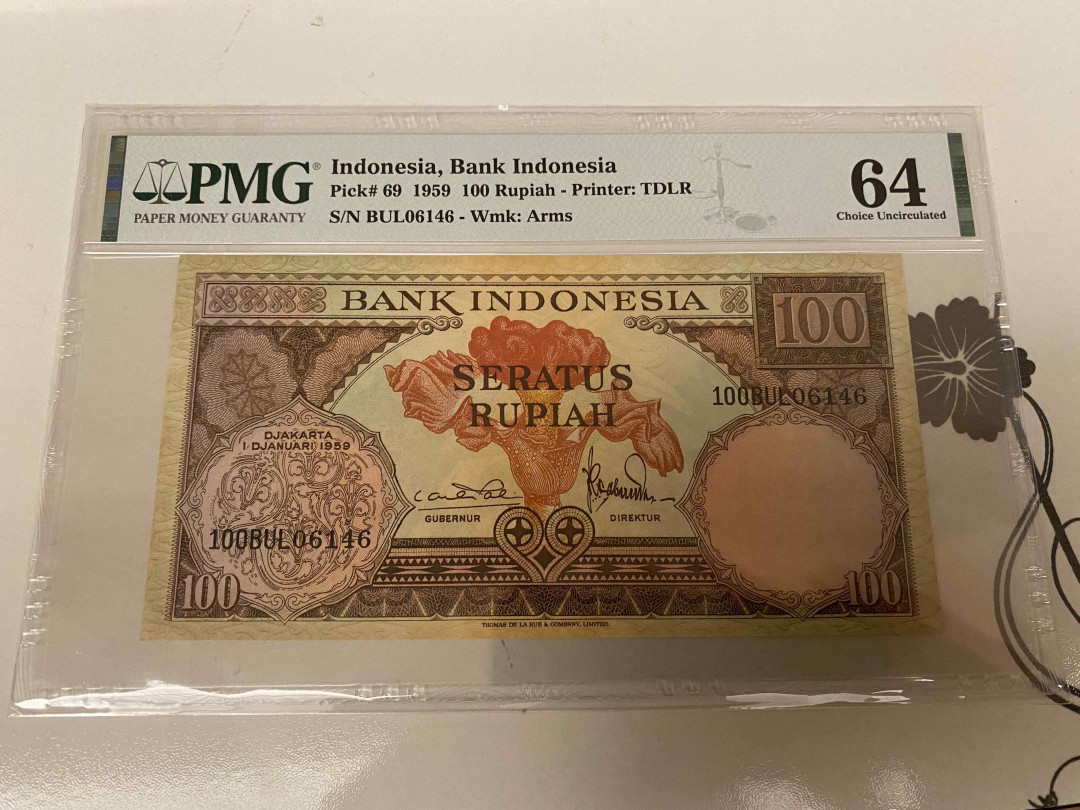 PMG®
PAPER MONEY GUARANTY
Indonesia, Bank Indonesia
Pick# 69 1959 100 Rupiah - Printer: TDLR
S/N BUL06146 - Wmk: Arms
64
Choice Uncirculated
BANK INDONESIA
100
SERATUS
RUPIAH
100BUL06146
DJAKARTA
1 DJANUARI 1959
GUBERNUR
DIREKTUR
100BUL06146
100
100
THOMAS DE LA RUE & COMPANY, LIMITED.